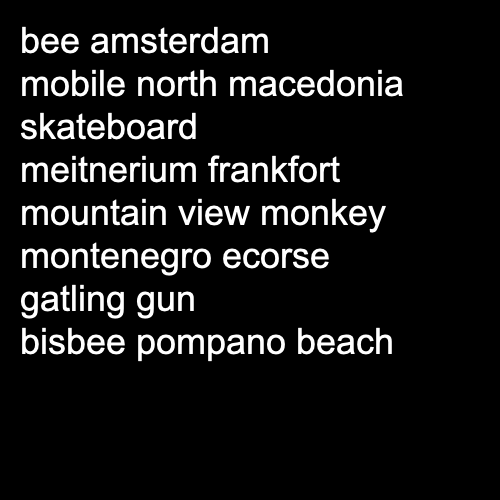 bee amsterdam
mobile north macedonia
skateboard
meitnerium frankfort
mountain view monkey
montenegro ecorse
gatling gun
bisbee pompano beach